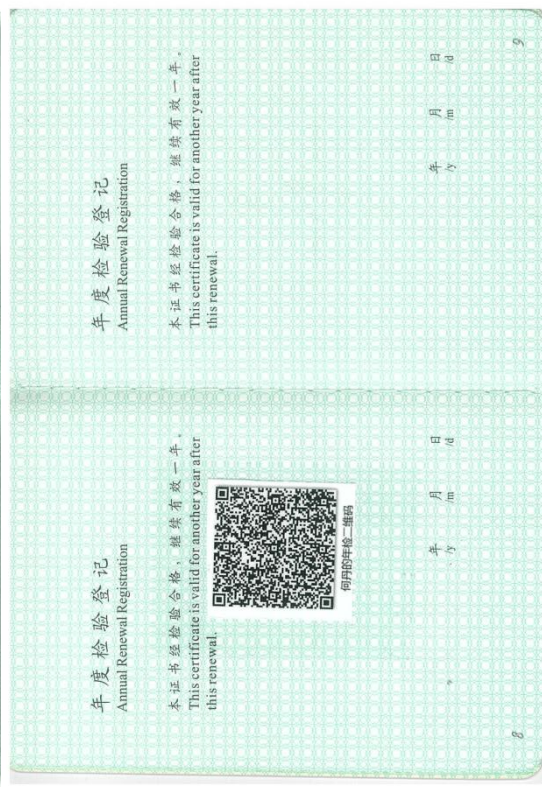 年度检验登记
Annual Renewal Registration
本证书经检验合格，继续有效一年。
This certificate is valid for another year after
this renewal.
何丹的年检二维码
年 月 日
/y /m /d
8
年度检验登记
Annual Renewal Registration
本证书经检验合格，继续有效一年。
This certificate is valid for another year after
this renewal.
年 月 日
/y /m /d
9